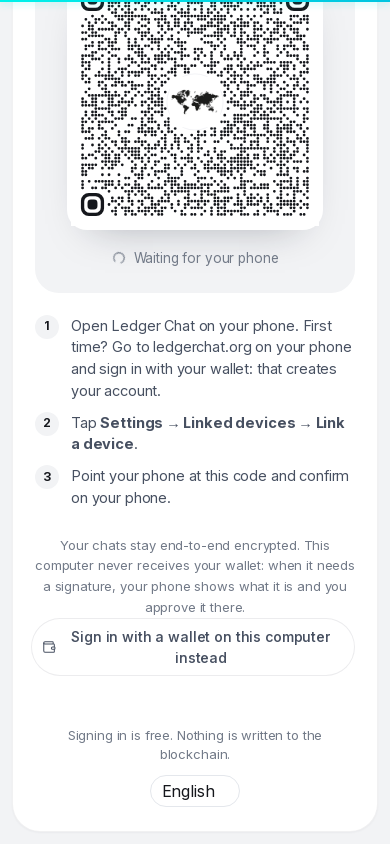 Waiting for your phone
1 Open Ledger Chat on your phone. First
time? Go to ledgerchat.org on your phone
and sign in with your wallet: that creates
your account.
2 Tap Settings → Linked devices → Link
a device.
3 Point your phone at this code and confirm
on your phone.
Your chats stay end-to-end encrypted. This
computer never receives your wallet: when it needs
a signature, your phone shows what it is and you
approve it there.
Sign in with a wallet on this computer
instead
Signing in is free. Nothing is written to the
blockchain.
English